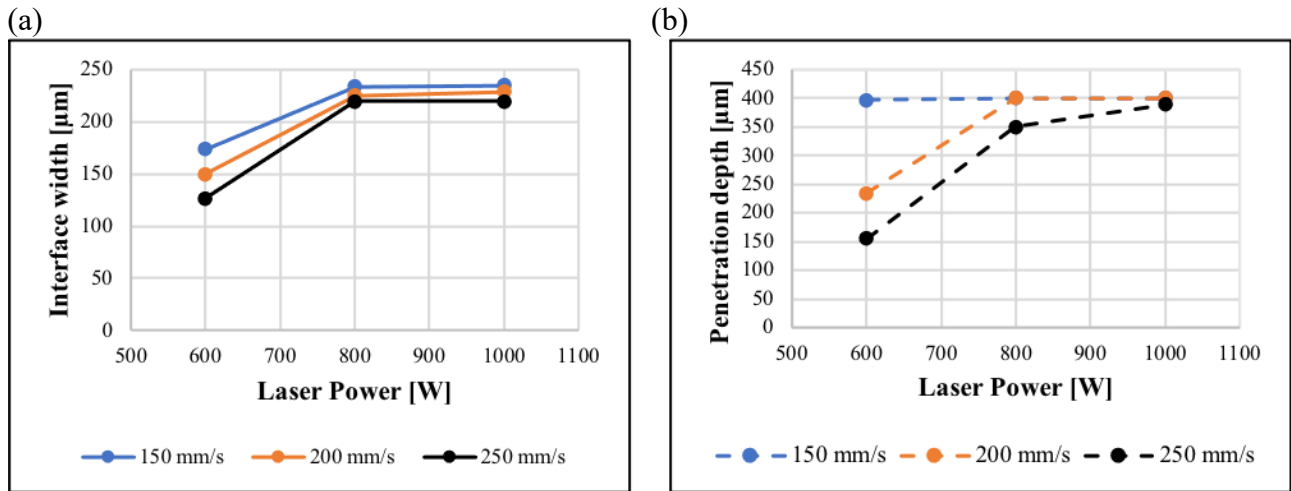 (a)
Interface width [µm]
250
200
150
100
50
0
500 600 700 800 900 1000 1100
Laser Power [W]
150 mm/s 200 mm/s 250 mm/s
(b)
Penetration depth [µm]
450
400
350
300
250
200
150
100
50
0
500 600 700 800 900 1000 1100
Laser Power [W]
150 mm/s 200 mm/s 250 mm/s